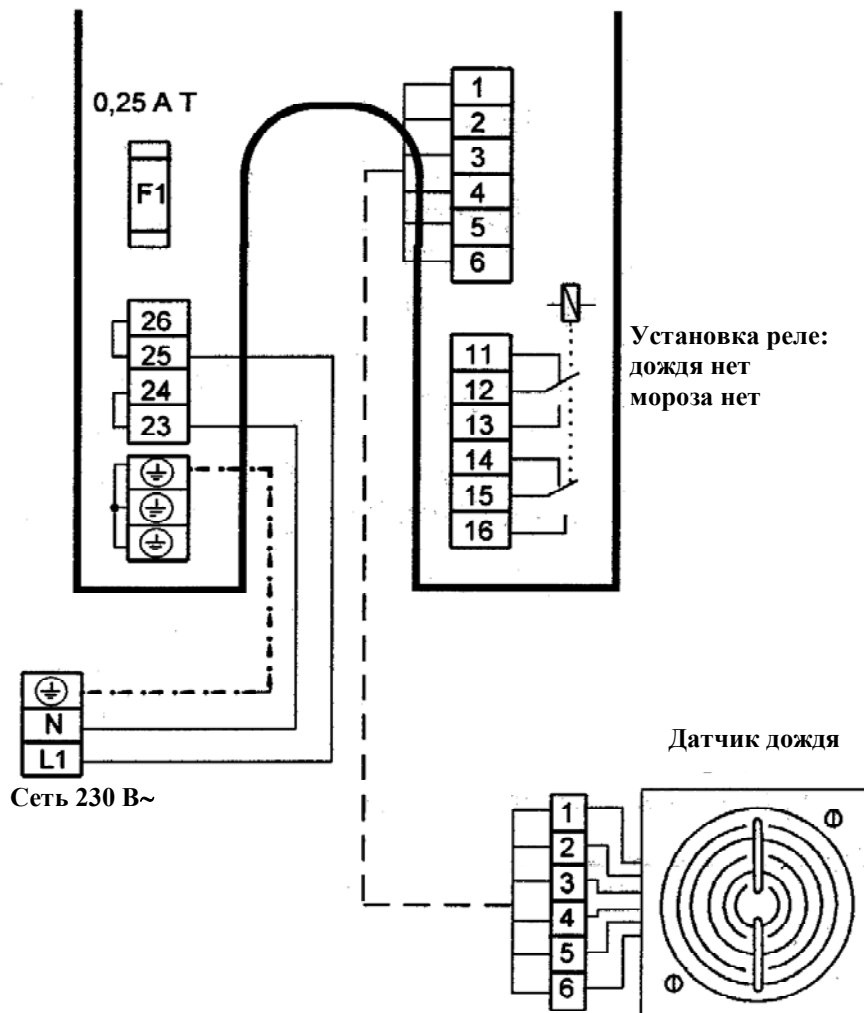 0,25 A T
F1
26
25
24
23
1
2
3
4
5
6
11
12
13
14
15
16
Установка реле:
дождя нет
мороза нет
N
L1
Сеть 230 В~
Датчик дождя
1
2
3
4
5
6